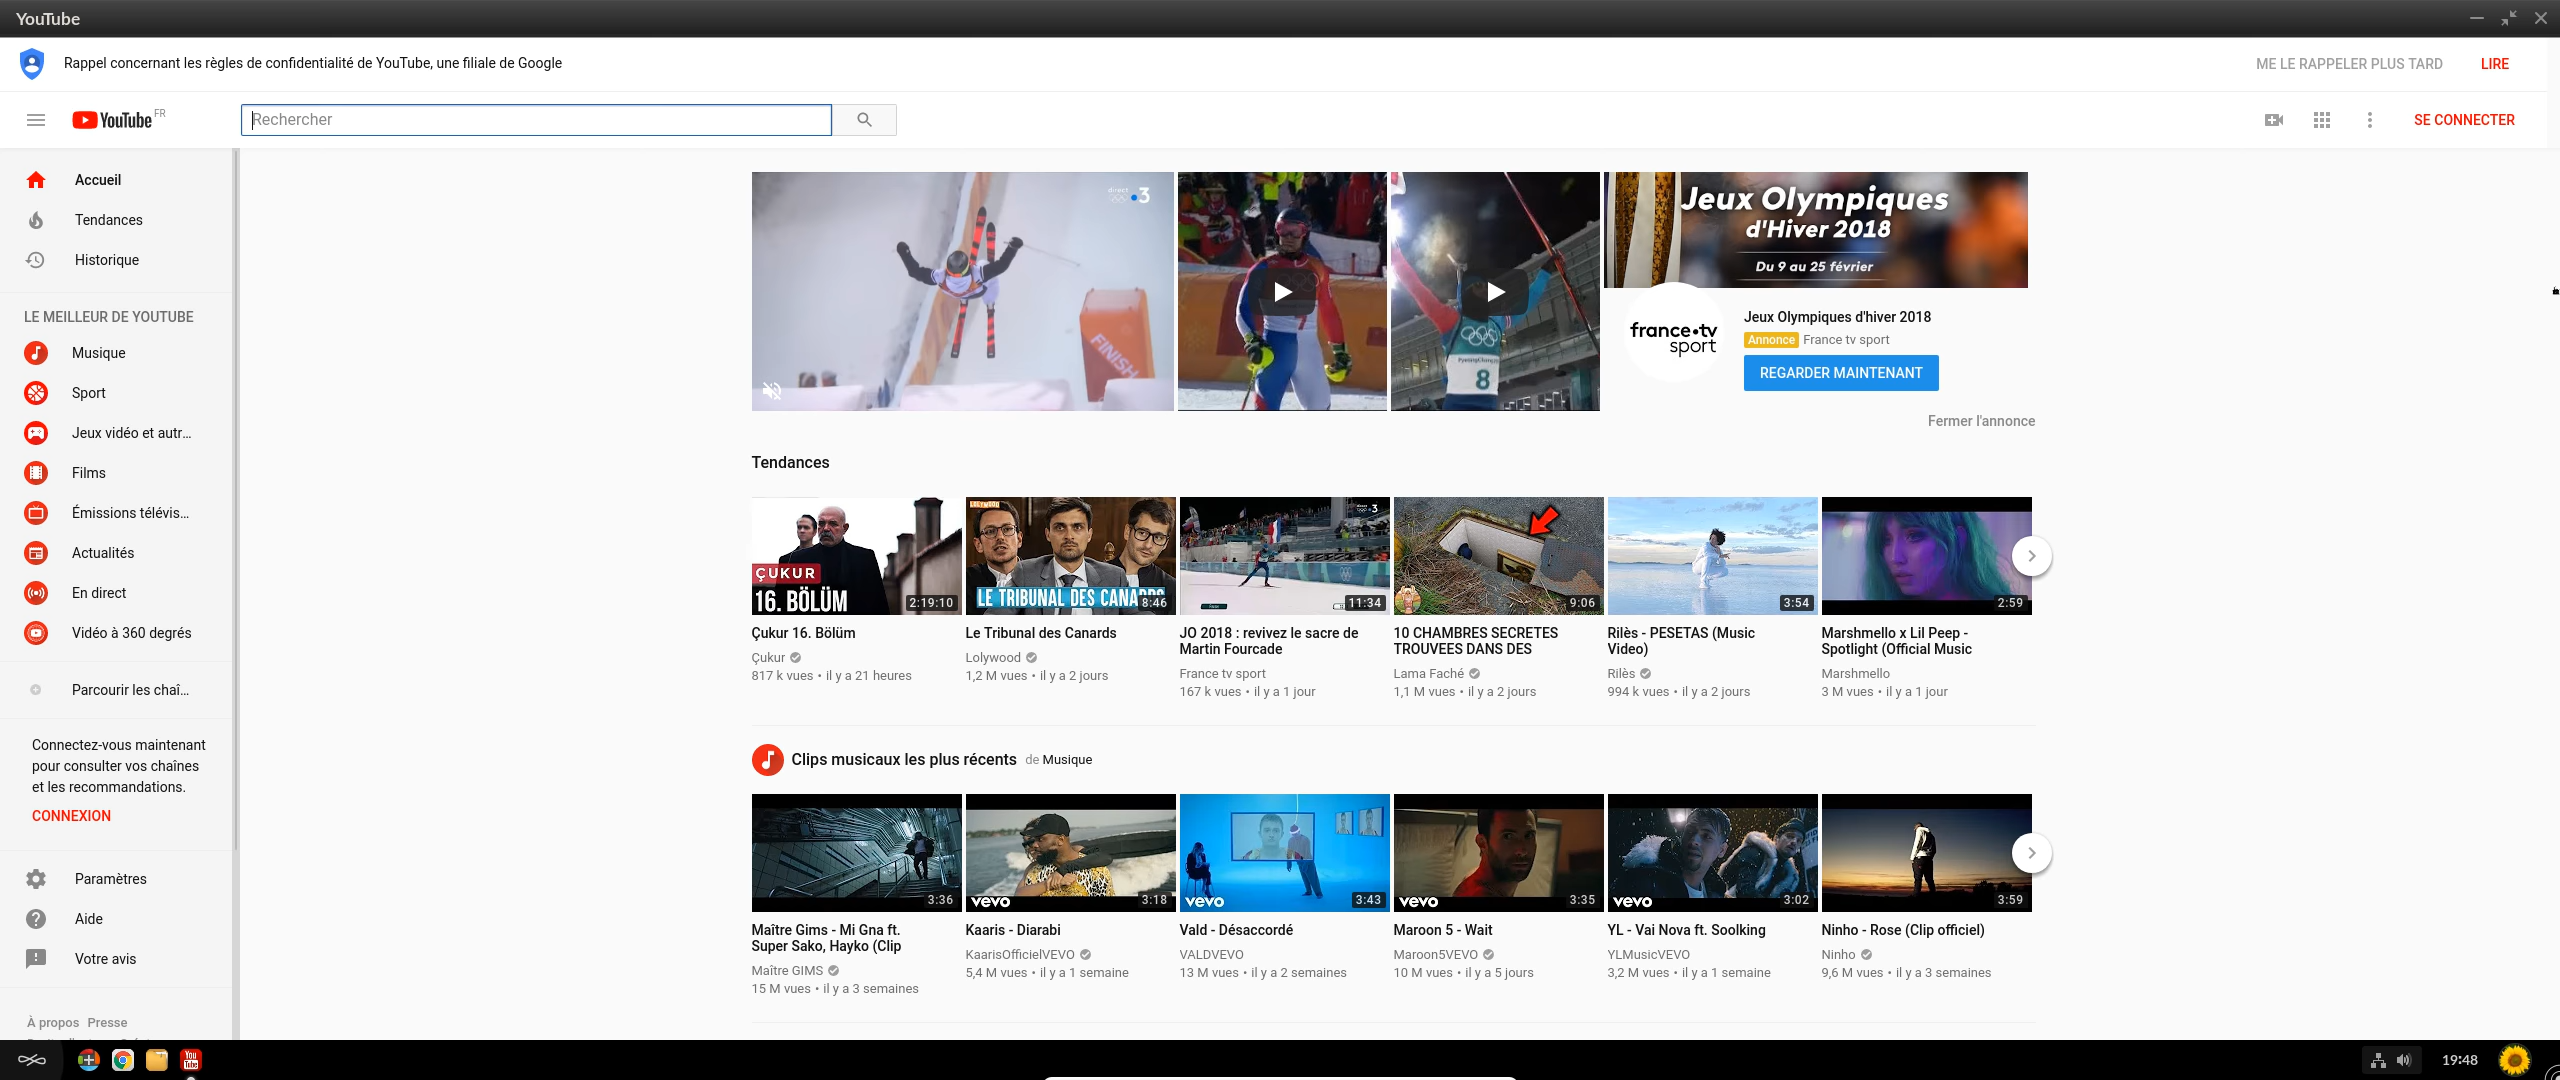 YouTube
Rappel concernant les règles de confidentialité de YouTube, une filiale de Google
ME LE RAPPELER PLUS TARD
LIRE
YouTube FR
Rechercher
SE CONNECTER
Accueil
Tendances
Historique
LE MEILLEUR DE YOUTUBE
Musique
Sport
Jeux vidéo et autr...
Films
Émissions télévis...
Actualités
En direct
Vidéo à 360 degrés
Parcourir les chaî...
Connectez-vous maintenant
pour consulter vos chaînes
et les recommandations.
CONNEXION
Paramètres
Aide
Votre avis
À propos Presse
direct 3
FINISH
8
Jeux Olympiques
d'Hiver 2018
Du 9 au 25 février
france•tv
sport
Jeux Olympiques d'hiver 2018
Annonce France tv sport
REGARDER MAINTENANT
Fermer l'annonce
Tendances
ÇUKUR
16. BÖLÜM
2:19:10
Çukur 16. Bölüm
Çukur
817 k vues • il y a 21 heures
LOLYWOOD
LE TRIBUNAL DES CANARDS
8:46
Le Tribunal des Canards
Lolywood
1,2 M vues • il y a 2 jours
3
11:34
JO 2018 : revivez le sacre de
Martin Fourcade
France tv sport
167 k vues • il y a 1 jour
9:06
10 CHAMBRES SECRETES
TROUVEES DANS DES
Lama Faché
1,1 M vues • il y a 2 jours
3:54
Rilès - PESETAS (Music
Video)
Rilès
994 k vues • il y a 2 jours
2:59
Marshmello x Lil Peep -
Spotlight (Official Music
Marshmello
3 M vues • il y a 1 jour
Clips musicaux les plus récents de Musique
3:36
Maître Gims - Mi Gna ft.
Super Sako, Hayko (Clip
Maître GIMS
15 M vues • il y a 3 semaines
vevo
3:18
Kaaris - Diarabi
KaarisOfficielVEVO
5,4 M vues • il y a 1 semaine
vevo
3:43
Vald - Désaccordé
VALDVEVO
13 M vues • il y a 2 semaines
vevo
3:35
Maroon 5 - Wait
Maroon5VEVO
10 M vues • il y a 5 jours
vevo
3:02
YL - Vai Nova ft. Soolking
YLMusicVEVO
3,2 M vues • il y a 1 semaine
3:59
Ninho - Rose (Clip officiel)
Ninho
9,6 M vues • il y a 3 semaines
You
Tube
19:48